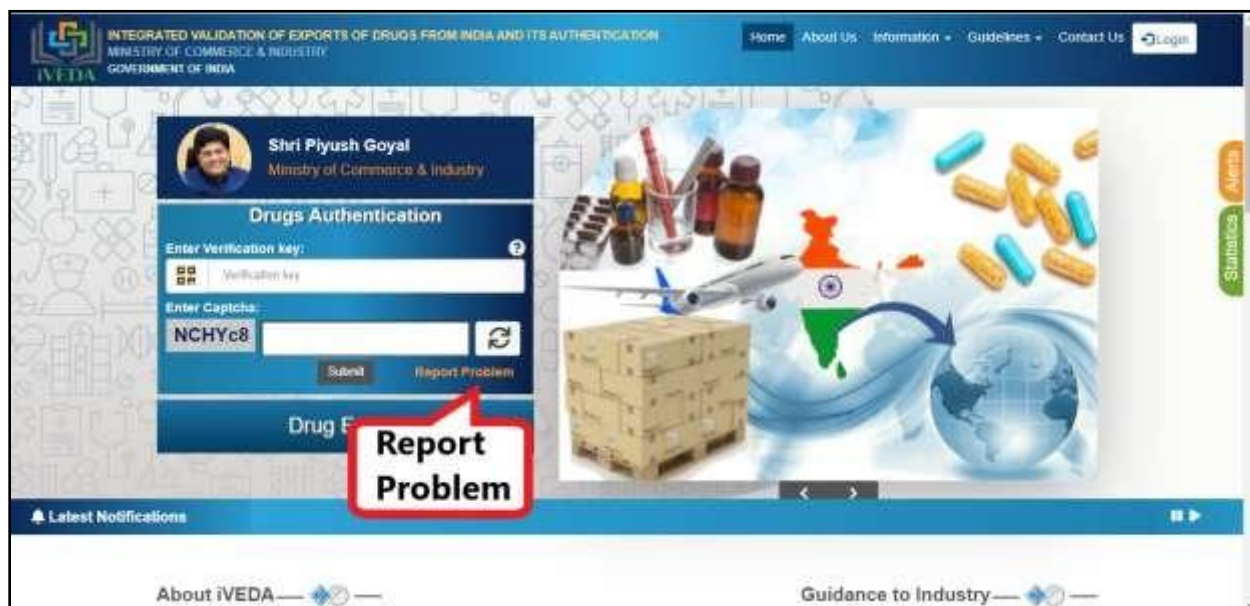 INTEGRATED VALIDATION OF EXPORTS OF DRUGS FROM INDIA AND ITS AUTHENTICATION
MINISTRY OF COMMERCE & INDUSTRY
GOVERNMENT OF INDIA
iVEDA
Home About Us Information Guidelines Contact Us Login
Shri Piyush Goyal
Ministry of Commerce & Industry
Drugs Authentication
Enter Verification key:
Verification key
Enter Captcha:
NCHYc8
Submit Report Problem
Drug
Report
Problem
Alerts
Statistics
Latest Notifications
About iVEDA
Guidance to Industry